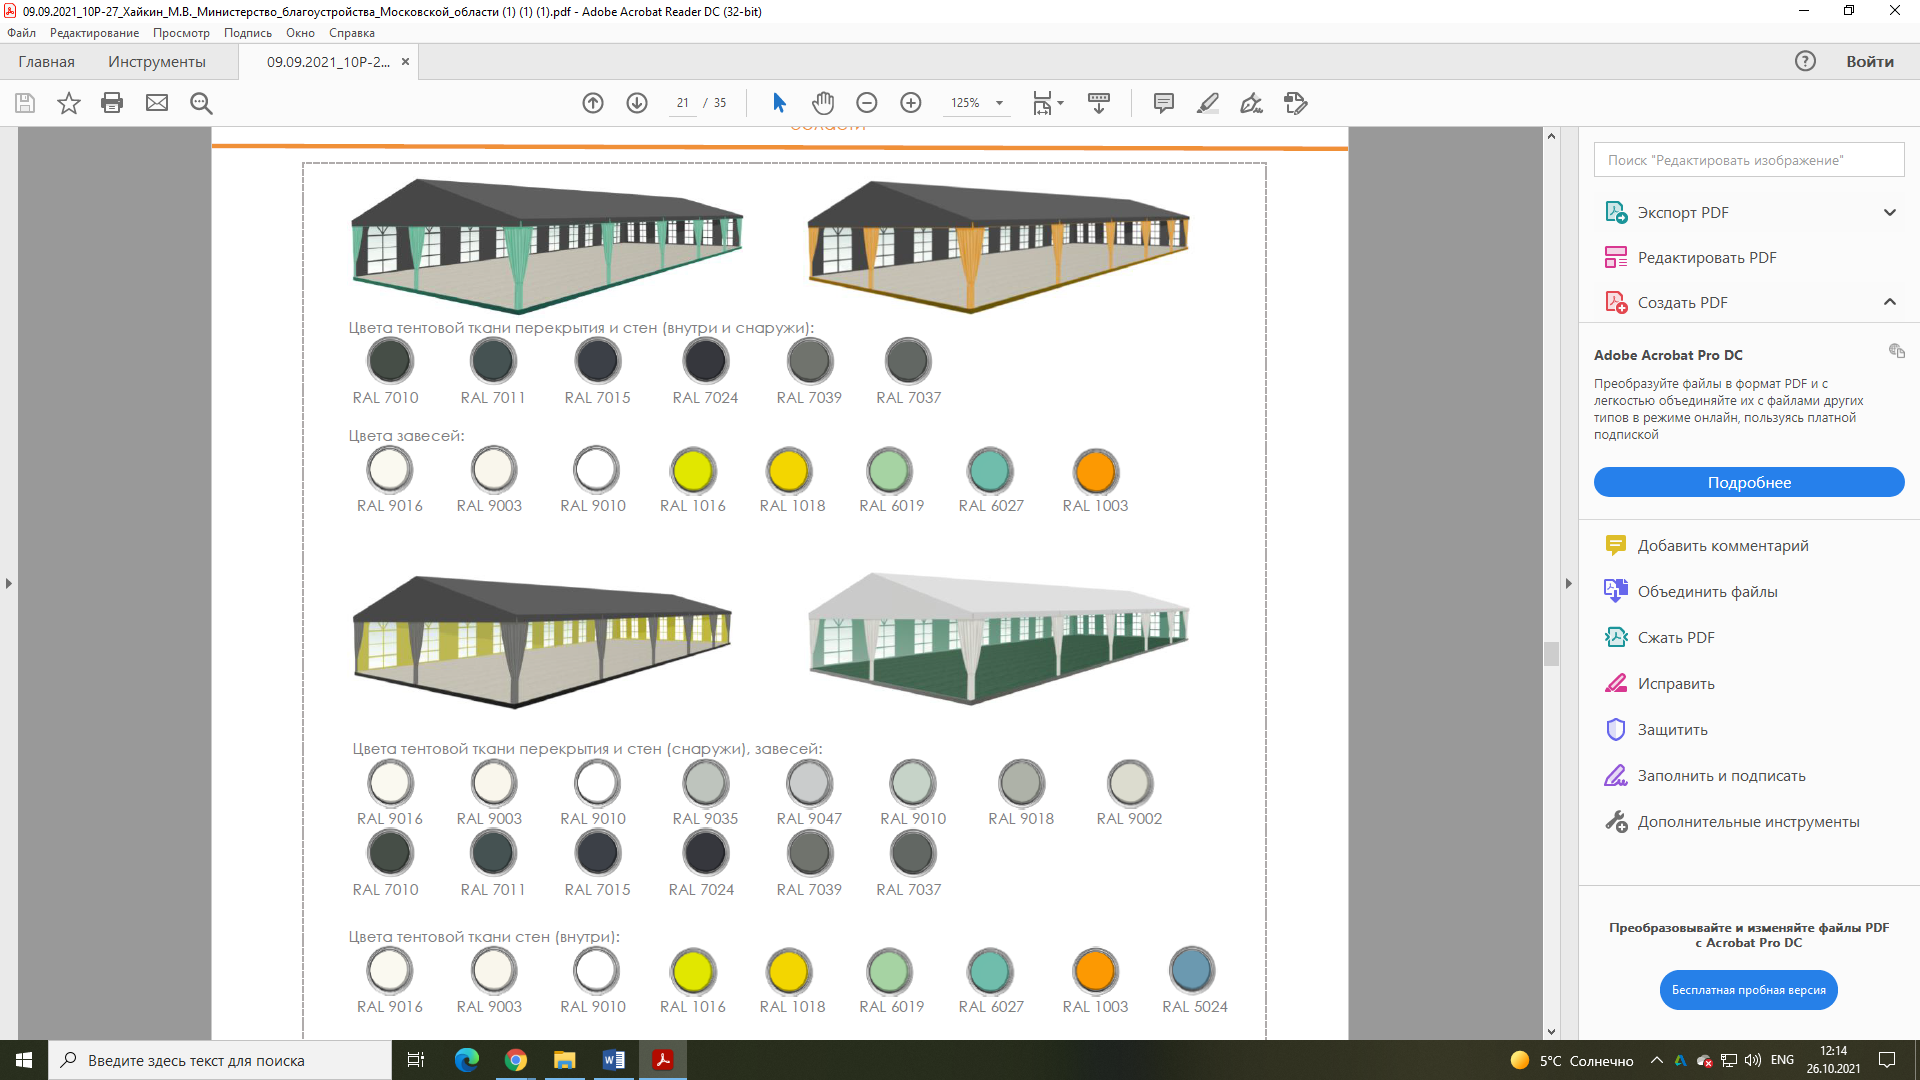 09.09.2021_10Р-27_Хайкин_М.В._Министерство_благоустройства_Московской_области (1) (1) (1).pdf - Adobe Acrobat Reader DC (32-bit)
Файл Редактирование Просмотр Подпись Окно Справка
Главная Инструменты 09.09.2021_10Р-2... × Войти
21 / 35 125%
области
Поиск "Редактировать изображение"
Экспорт PDF
Редактировать PDF
Создать PDF
Adobe Acrobat Pro DC
Преобразуйте файлы в формат PDF и с
легкостью объединяйте их с файлами других
типов в режиме онлайн, пользуясь платной
подпиской
Подробнее
Добавить комментарий
Объединить файлы
Сжать PDF
Исправить
Защитить
Заполнить и подписать
Дополнительные инструменты
Преобразовывайте и изменяйте файлы PDF
с Acrobat Pro DC
Бесплатная пробная версия
Цвета тентовой ткани перекрытия и стен (внутри и снаружи):
RAL 7010 RAL 7011 RAL 7015 RAL 7024 RAL 7039 RAL 7037
Цвета завесей:
RAL 9016 RAL 9003 RAL 9010 RAL 1016 RAL 1018 RAL 6019 RAL 6027 RAL 1003
Цвета тентовой ткани перекрытия и стен (снаружи), завесей:
RAL 9016 RAL 9003 RAL 9010 RAL 9035 RAL 9047 RAL 9010 RAL 9018 RAL 9002
RAL 7010 RAL 7011 RAL 7015 RAL 7024 RAL 7039 RAL 7037
Цвета тентовой ткани стен (внутри):
RAL 9016 RAL 9003 RAL 9010 RAL 1016 RAL 1018 RAL 6019 RAL 6027 RAL 1003 RAL 5024
Введите здесь текст для поиска
5°C Солнечно ENG 12:14
26.10.2021